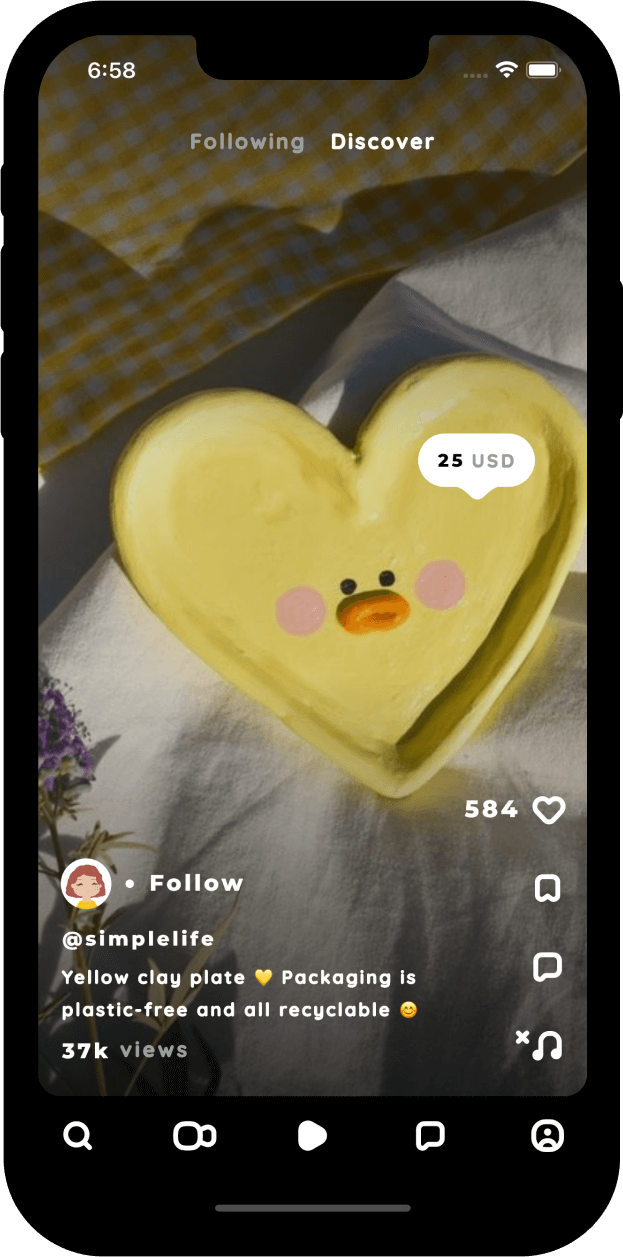 6:58
Following Discover
25 USD
584
• Follow
@simplelife
Yellow clay plate 💛 Packaging is
plastic-free and all recyclable 😊
37k views